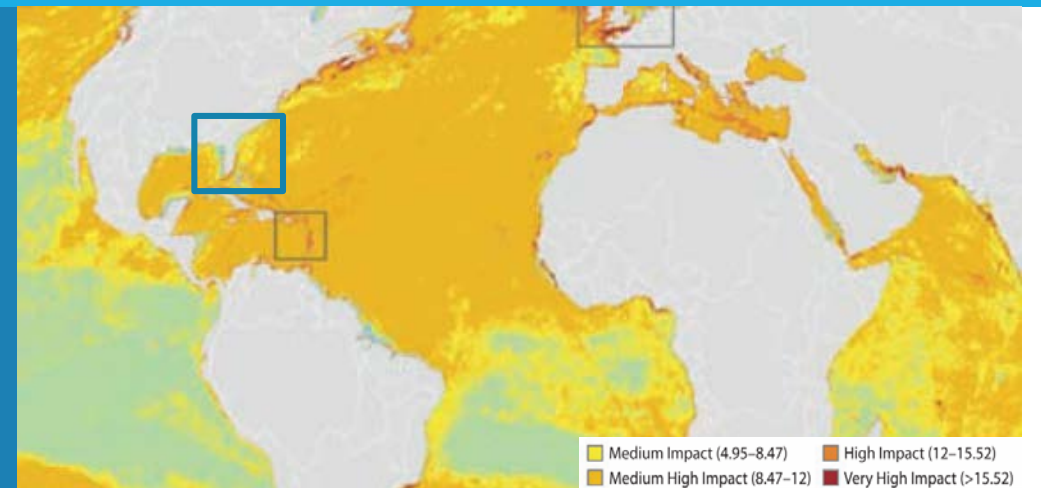 Medium Impact (4.95–8.47)
High Impact (12–15.52)
Medium High Impact (8.47–12)
Very High Impact (>15.52)